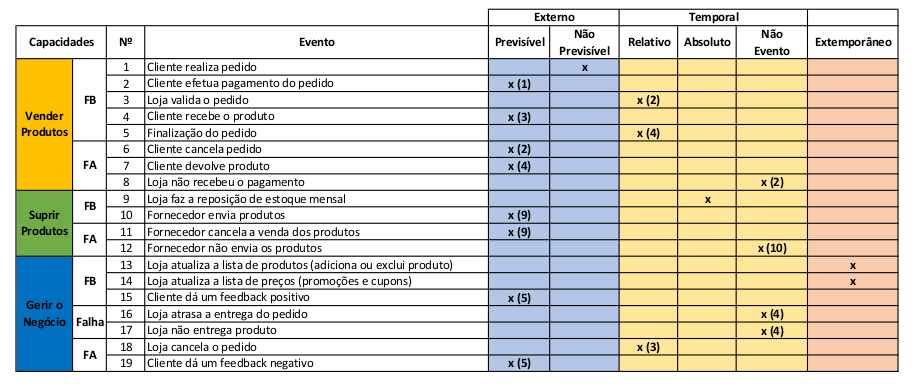 Externo Temporal
Capacidades Nº Evento Previsível Não Previsível Relativo Absoluto Não Evento Extemporâneo
Vender Produtos FB 1 Cliente realiza pedido x
2 Cliente efetua pagamento do pedido x (1)
3 Loja valida o pedido x (2)
4 Cliente recebe o produto x (3)
5 Finalização do pedido x (4)
FA 6 Cliente cancela pedido x (2)
7 Cliente devolve produto x (4)
8 Loja não recebeu o pagamento x (2)
Suprir Produtos FB 9 Loja faz a reposição de estoque mensal x
10 Fornecedor envia produtos x (9)
FA 11 Fornecedor cancela a venda dos produtos x (9)
12 Fornecedor não envia os produtos x (10)
Gerir o Negócio FB 13 Loja atualiza a lista de produtos (adiciona ou exclui produto) x
14 Loja atualiza a lista de preços (promoções e cupons) x
15 Cliente dá um feedback positivo x (5)
Falha 16 Loja atrasa a entrega do pedido x (4)
17 Loja não entrega produto x (4)
FA 18 Loja cancela o pedido x (3)
19 Cliente dá um feedback negativo x (5)